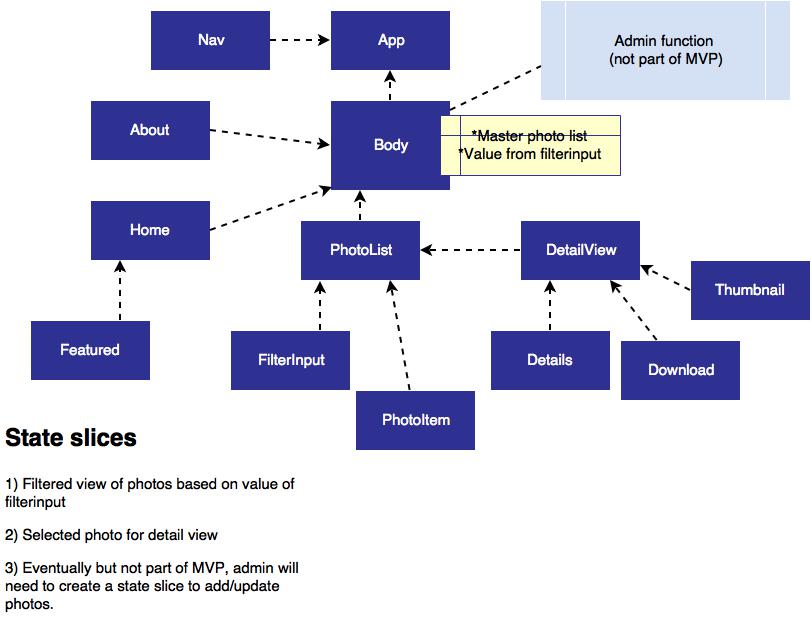 Nav
App
Admin function
(not part of MVP)
About
Body
*Master photo list
*Value from filterinput
Home
PhotoList
DetailView
Thumbnail
Featured
FilterInput
Details
Download
PhotoItem
State slices
1) Filtered view of photos based on value of
filterinput
2) Selected photo for detail view
3) Eventually but not part of MVP, admin will
need to create a state slice to add/update
photos.